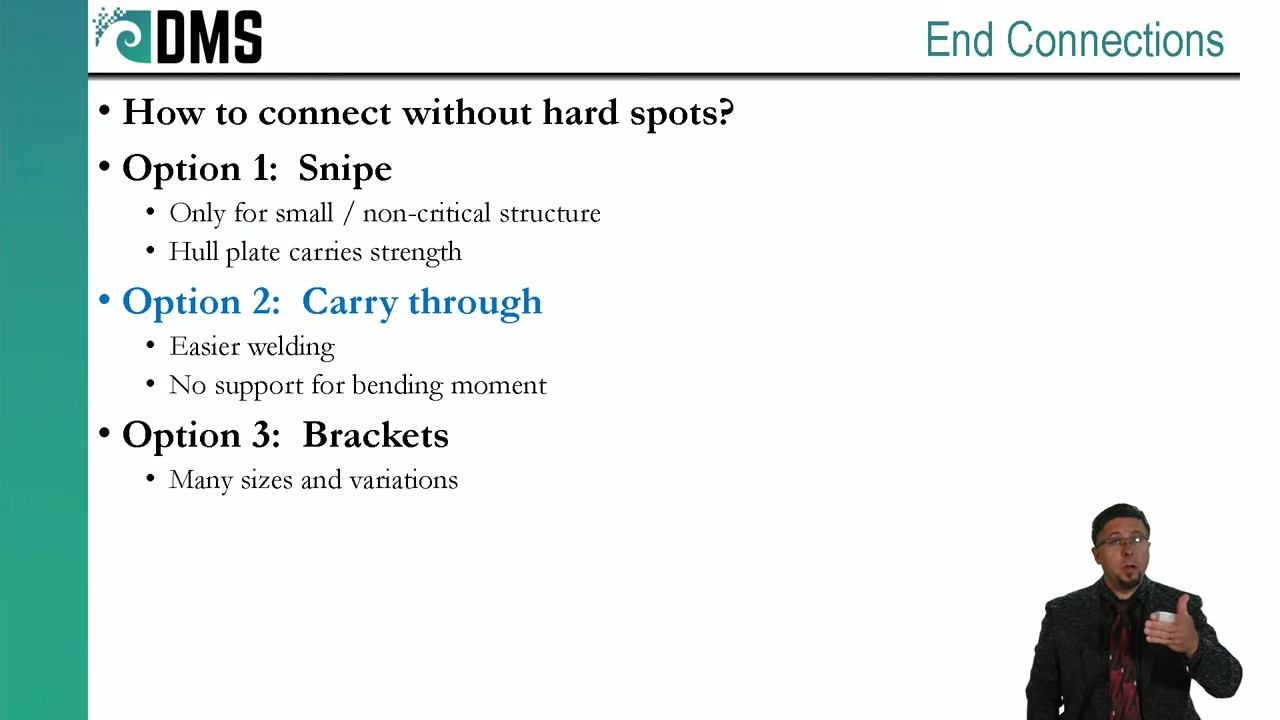 DMS
End Connections
• How to connect without hard spots?
• Option 1: Snipe
• Only for small / non-critical structure
• Hull plate carries strength
• Option 2: Carry through
• Easier welding
• No support for bending moment
• Option 3: Brackets
• Many sizes and variations